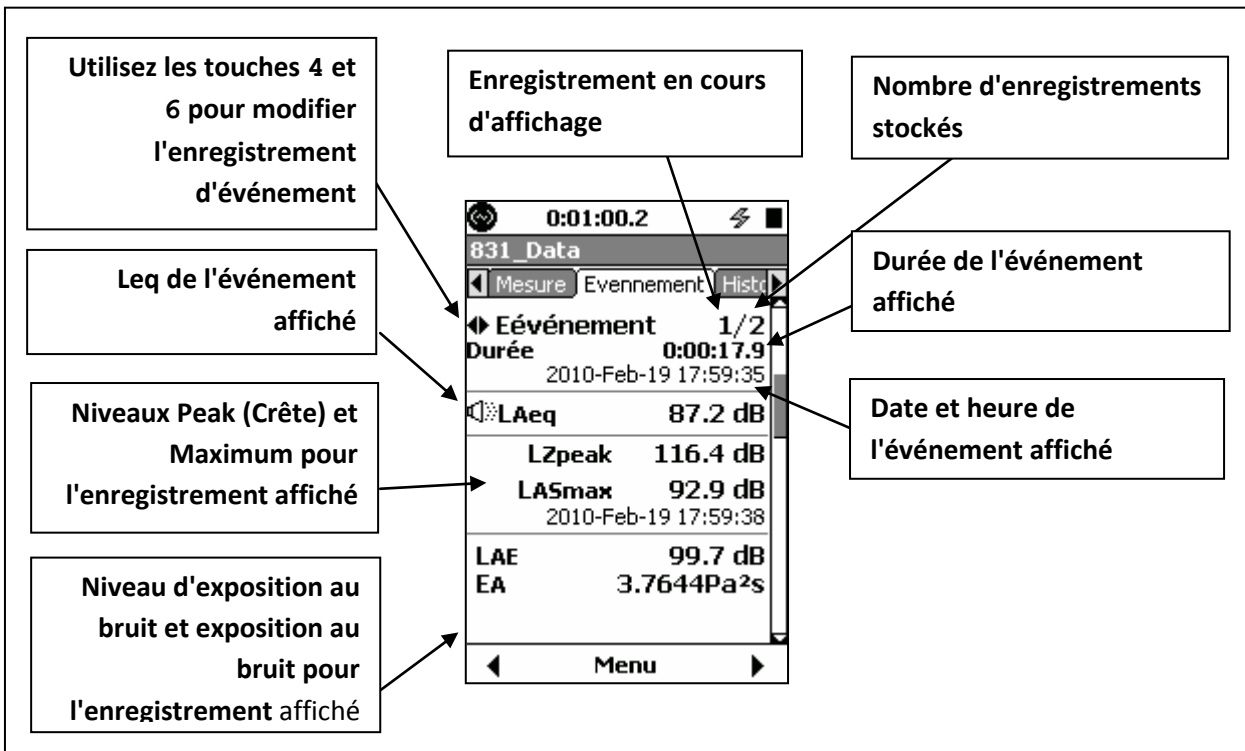 Utilisez les touches 4 et
6 pour modifier
l'enregistrement
d'événement
Enregistrement en cours
d'affichage
Nombre d'enregistrements
stockés
Leq de l'événement
affiché
Durée de l'événement
affiché
Niveaux Peak (Crête) et
Maximum pour
l'enregistrement affiché
Date et heure de
l'événement affiché
Niveau d'exposition au
bruit et exposition au
bruit pour
l'enregistrement affiché
0:01:00.2
831_Data
Mesure Evennement Histo
Eévénement 1/2
Durée 0:00:17.9
2010-Feb-19 17:59:35
LAeq 87.2 dB
LZpeak 116.4 dB
LASmax 92.9 dB
2010-Feb-19 17:59:38
LAE 99.7 dB
EA 3.7644Pa²s
Menu